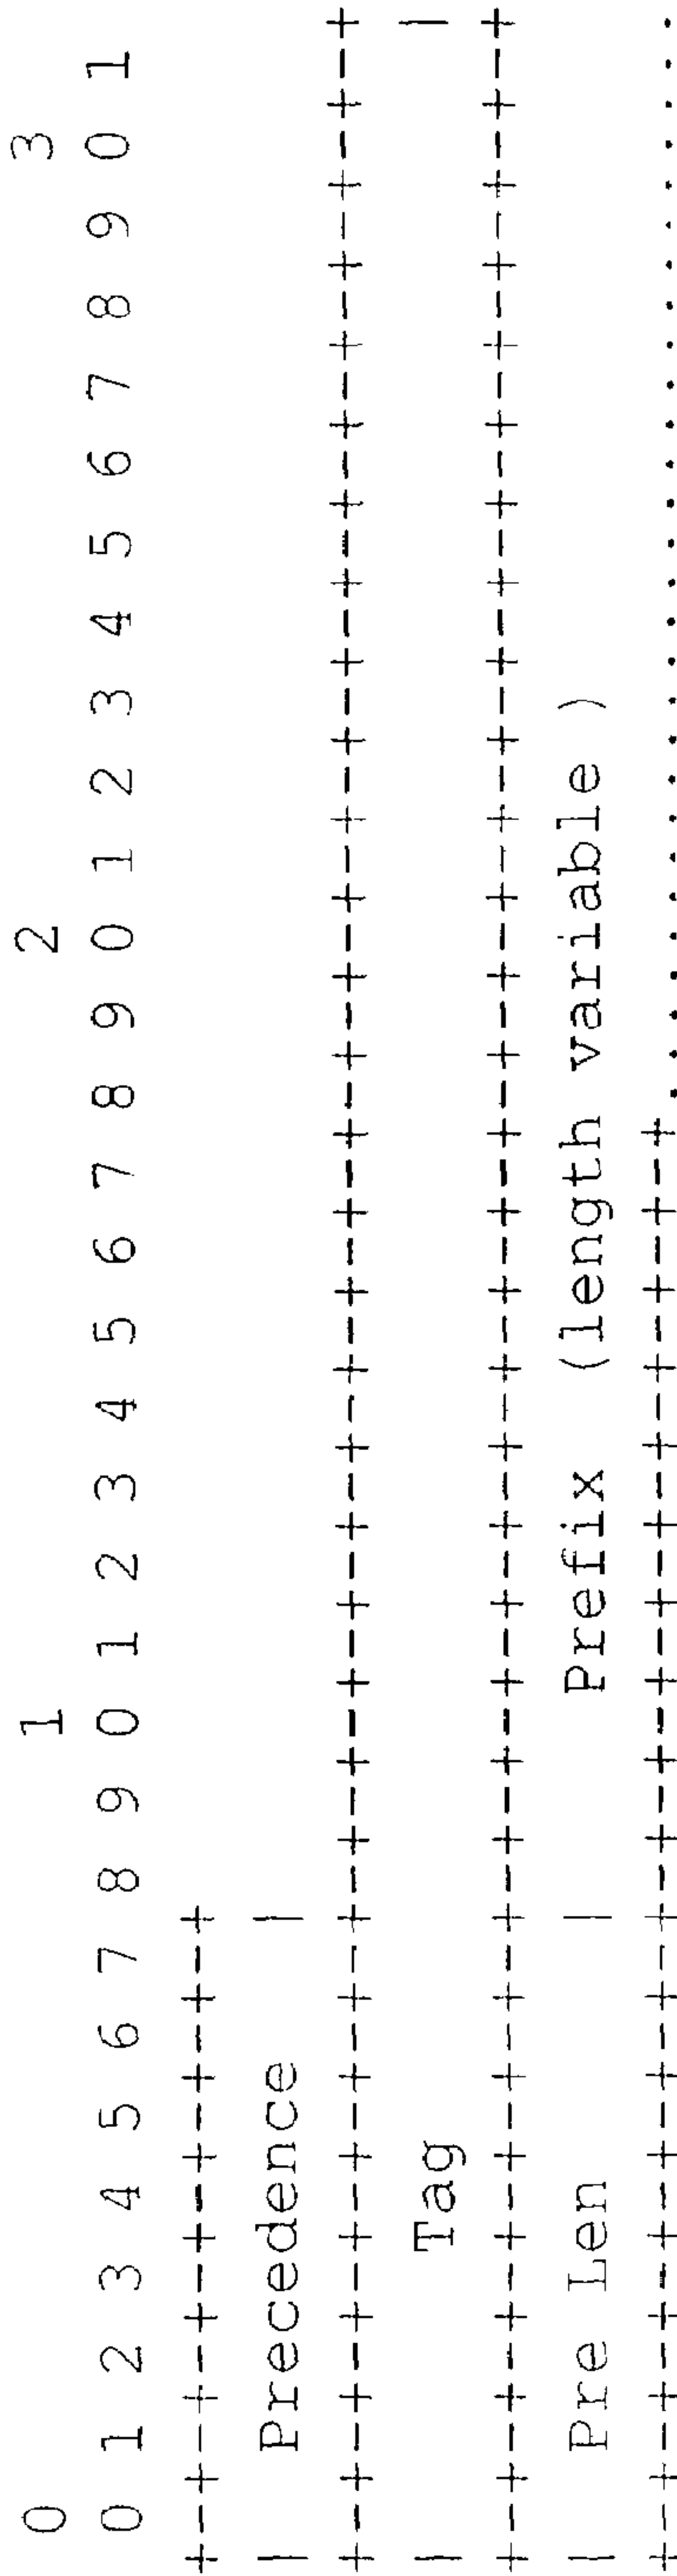 0                   1                   2                   3
0 1 2 3 4 5 6 7 8 9 0 1 2 3 4 5 6 7 8 9 0 1 2 3 4 5 6 7 8 9 0 1
+-+-+-+-+-+-+-+-+
| Precedence |
+-+-+-+-+-+-+-+-+-+-+-+-+-+-+-+-+-+-+-+-+-+-+-+-+-+-+-+-+-+-+-+-+
| Tag |
+-+-+-+-+-+-+-+-+-+-+-+-+-+-+-+-+-+-+-+-+-+-+-+-+-+-+-+-+-+-+-+-+
| Pre Len | Prefix (length variable )
+-+-+-+-+-+-+-+-+-+-+-+-+-+-+-+-+-+-+............................